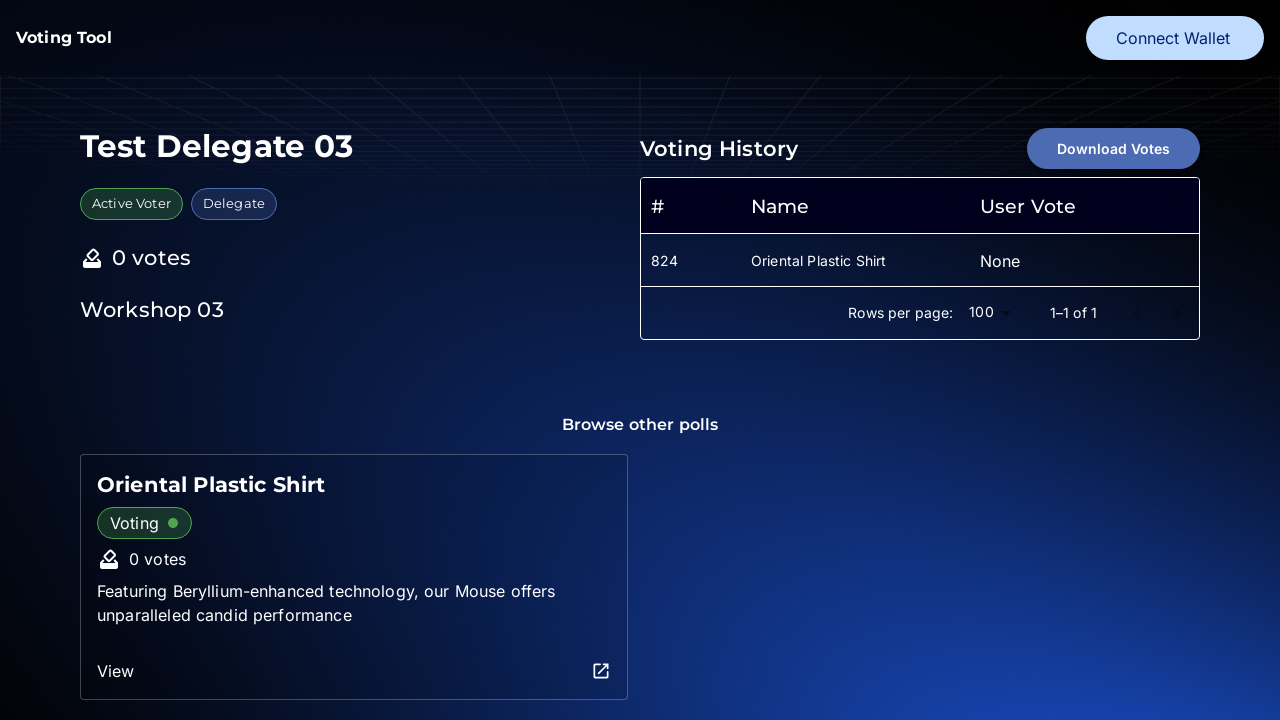 Voting Tool
Connect Wallet
Test Delegate 03
Active Voter
Delegate
0 votes
Workshop 03
Voting History
Download Votes
# Name User Vote
824 Oriental Plastic Shirt None
Rows per page: 100 1–1 of 1
Browse other polls
Oriental Plastic Shirt
Voting
0 votes
Featuring Beryllium-enhanced technology, our Mouse offers
unparalleled candid performance
View